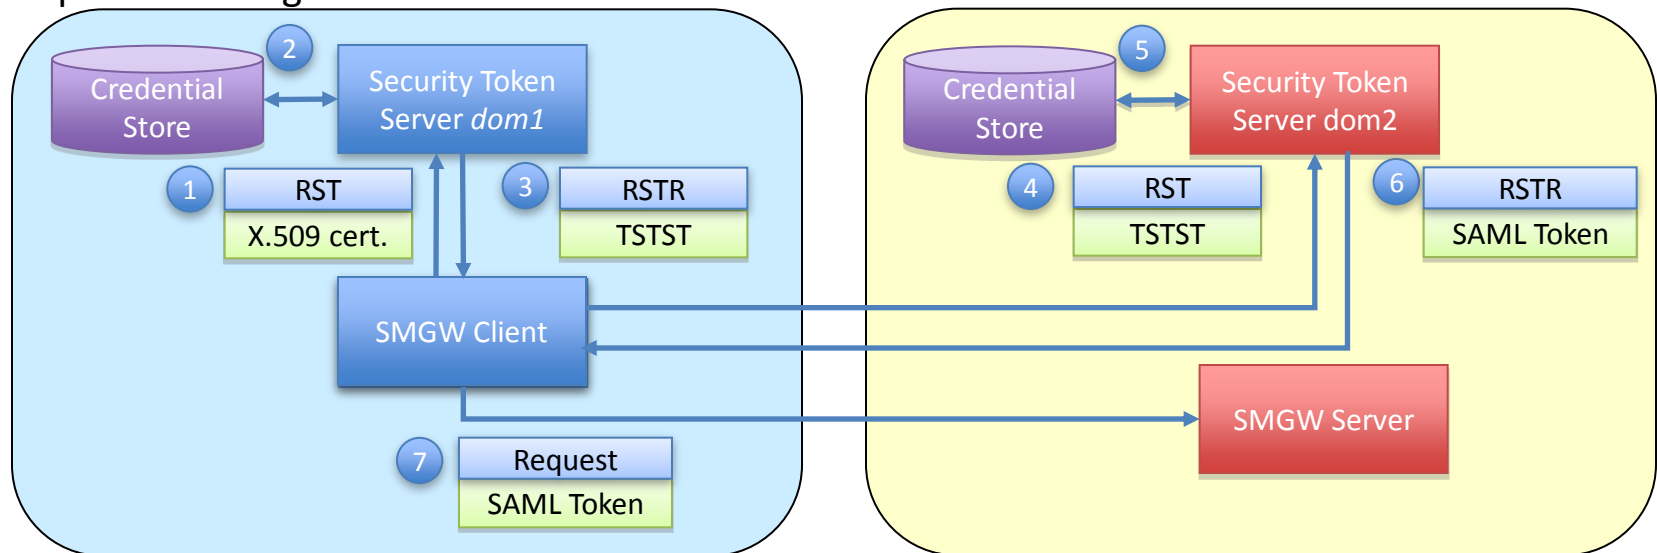 2
Credential
Store
Security Token
Server dom1
1
RST
X.509 cert.
3
RSTR
TSTST
SMGW Client
7
Request
SAML Token
5
Credential
Store
Security Token
Server dom2
4
RST
TSTST
6
RSTR
SAML Token
SMGW Server